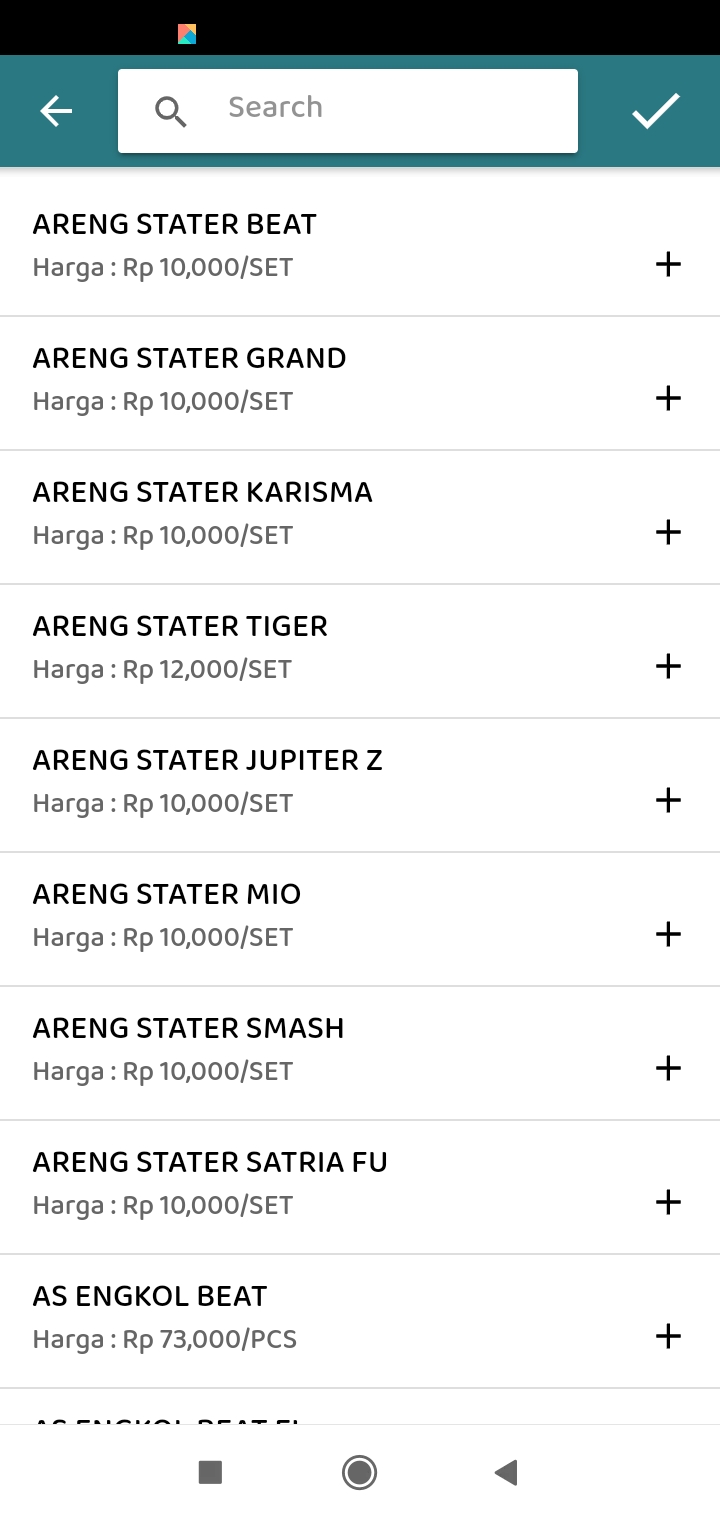 Search
ARENG STATER BEAT
Harga : Rp 10,000/SET
ARENG STATER GRAND
Harga : Rp 10,000/SET
ARENG STATER KARISMA
Harga : Rp 10,000/SET
ARENG STATER TIGER
Harga : Rp 12,000/SET
ARENG STATER JUPITER Z
Harga : Rp 10,000/SET
ARENG STATER MIO
Harga : Rp 10,000/SET
ARENG STATER SMASH
Harga : Rp 10,000/SET
ARENG STATER SATRIA FU
Harga : Rp 10,000/SET
AS ENGKOL BEAT
Harga : Rp 73,000/PCS
AS ENGKOL BEAT